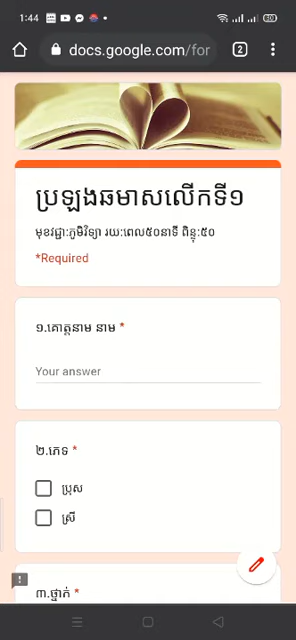 1:44
20
docs.google.com/for
2
ប្រឡងឆមាសលើកទី១
មុខវជ្ជា:ភូមិវិទ្យា រយ:ពេល៥០នាទី ពិន្ទុ:៥០
*Required
១.គោត្តនាម នាម *
Your answer
២.ភេទ *
ប្រុស
ស្រី
៣.ថ្នាក់ *